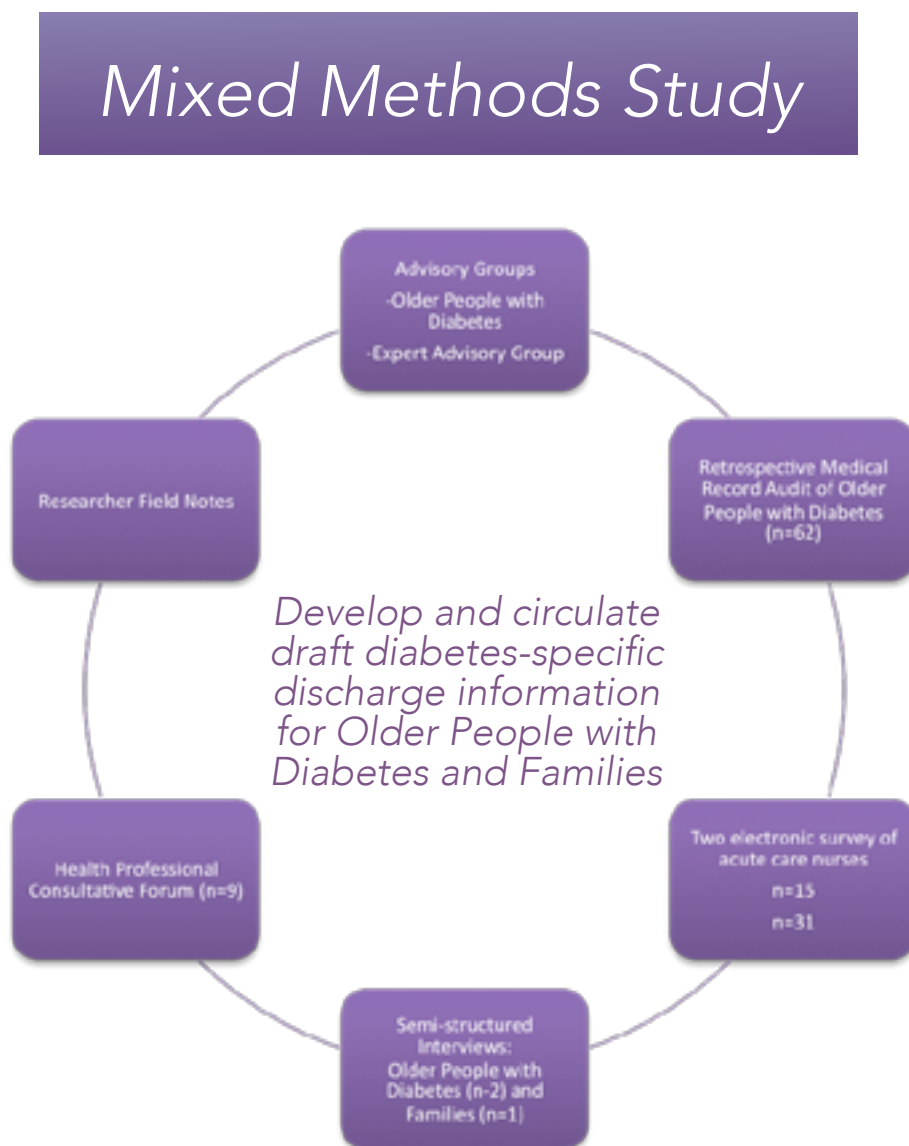 Mixed Methods Study
Advisory Groups
-Older People with
Diabetes
-Expert Advisory Group
Retrospective Medical
Record Audit of Older
People with Diabetes
(n=62)
Two electronic survey of
acute care nurses
n=15
n=31
Semi-structured
Interviews:
Older People with
Diabetes (n-2) and
Families (n=1)
Health Professional
Consultative Forum (n=9)
Researcher Field Notes
Develop and circulate
draft diabetes-specific
discharge information
for Older People with
Diabetes and Families